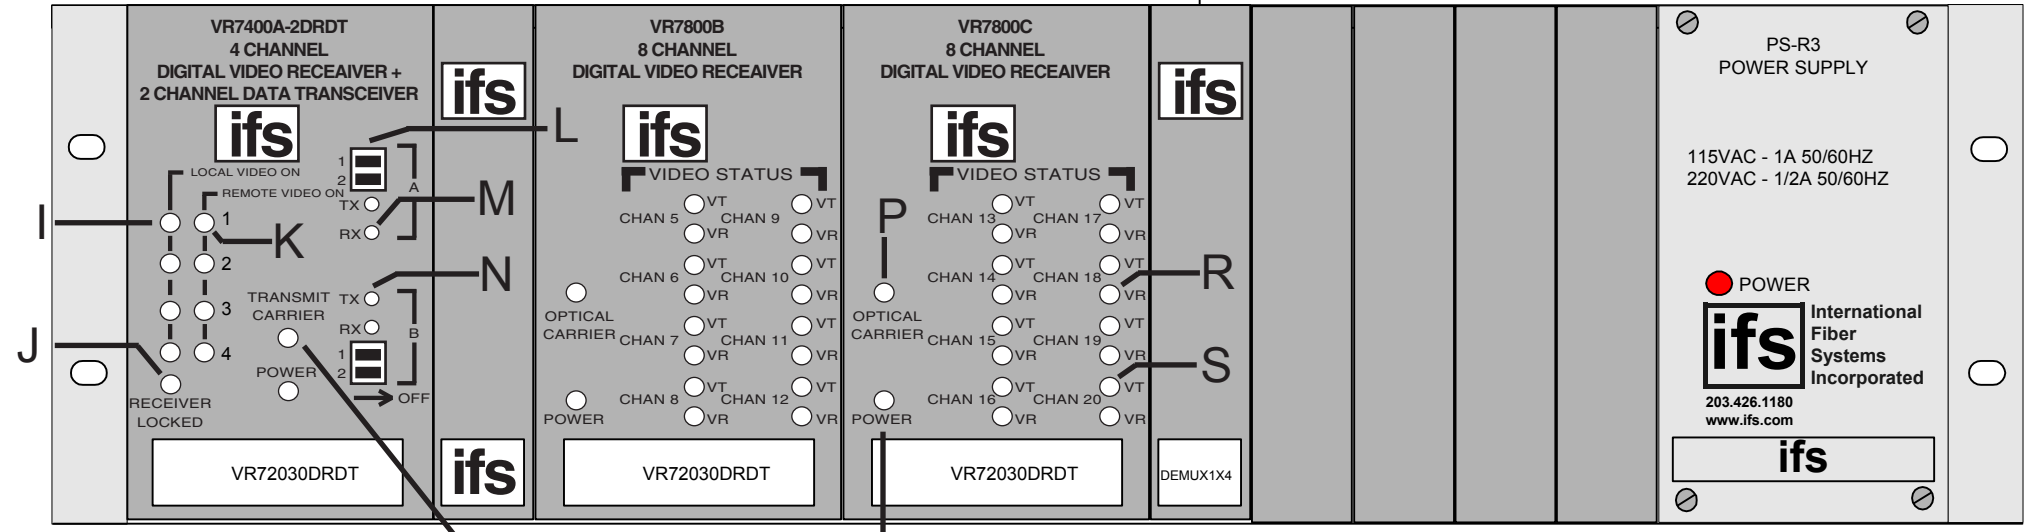 VR7400A-2DRDT
4 CHANNEL
DIGITAL VIDEO RECEAIVER +
2 CHANNEL DATA TRANSCEIVER
ifs
LOCAL VIDEO ON
REMOTE VIDEO ON
1
2
A
TX
RX
1
2
3
4
TRANSMIT
CARRIER
TX
RX
B
1
2
OFF
POWER
RECEIVER
LOCKED
VR72030DRDT
I
J
K
L
M
N
ifs
ifs
VR7800B
8 CHANNEL
DIGITAL VIDEO RECEAIVER
ifs
VIDEO STATUS
CHAN 5 VT CHAN 9 VT
VR VR
CHAN 6 VT CHAN 10 VT
VR VR
CHAN 7 VT CHAN 11 VT
VR VR
CHAN 8 VT CHAN 12 VT
VR VR
OPTICAL
CARRIER
POWER
VR72030DRDT
VR7800C
8 CHANNEL
DIGITAL VIDEO RECEAIVER
ifs
VIDEO STATUS
CHAN 13 VT CHAN 17 VT
VR VR
CHAN 14 VT CHAN 18 VT
VR VR
CHAN 15 VT CHAN 19 VT
VR VR
CHAN 16 VT CHAN 20 VT
VR VR
P
OPTICAL
CARRIER
POWER
VR72030DRDT
R
S
ifs
DEMUX1X4
PS-R3
POWER SUPPLY
115VAC - 1A 50/60HZ
220VAC - 1/2A 50/60HZ
POWER
ifs
International
Fiber
Systems
Incorporated
203.426.1180
www.ifs.com
ifs